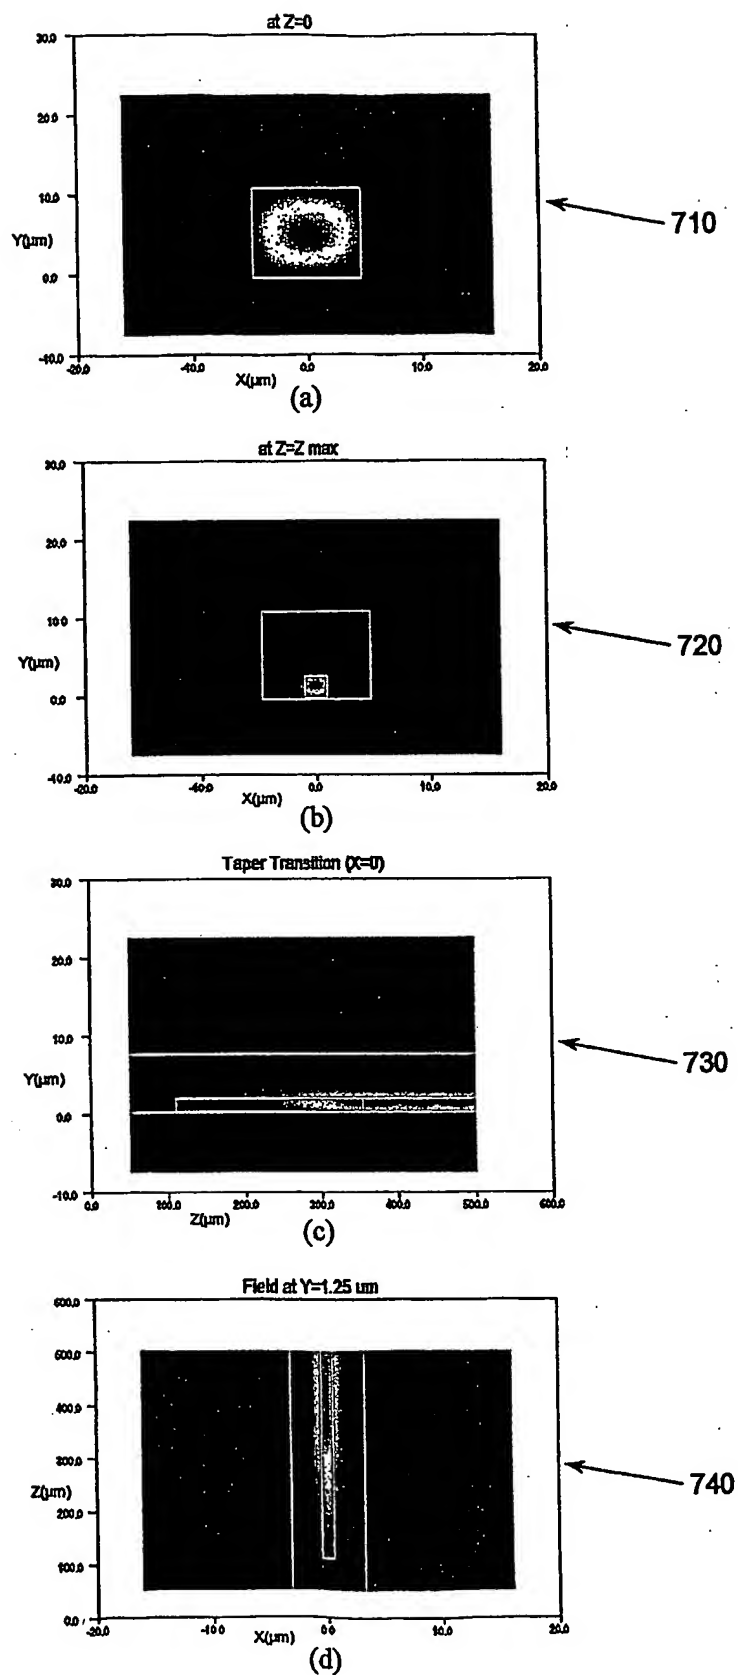 at Z=0
30.0
20.0
10.0
Y(µm)
0.0
-10.0
-20.0 -10.0 0.0 10.0 20.0
X(µm)
(a)
710
at Z=Z max
30.0
20.0
10.0
Y(µm)
0.0
-10.0
-20.0 -10.0 0.0 10.0 20.0
X(µm)
(b)
720
Taper Transition (X=0)
30.0
20.0
10.0
Y(µm)
0.0
-10.0
0.0 100.0 200.0 300.0 400.0 500.0 600.0
Z(µm)
(c)
730
Field at Y=1.25 um
600.0
500.0
400.0
300.0
Z(µm)
200.0
100.0
0.0
-20.0 -10.0 0.0 10.0 20.0
X(µm)
(d)
740